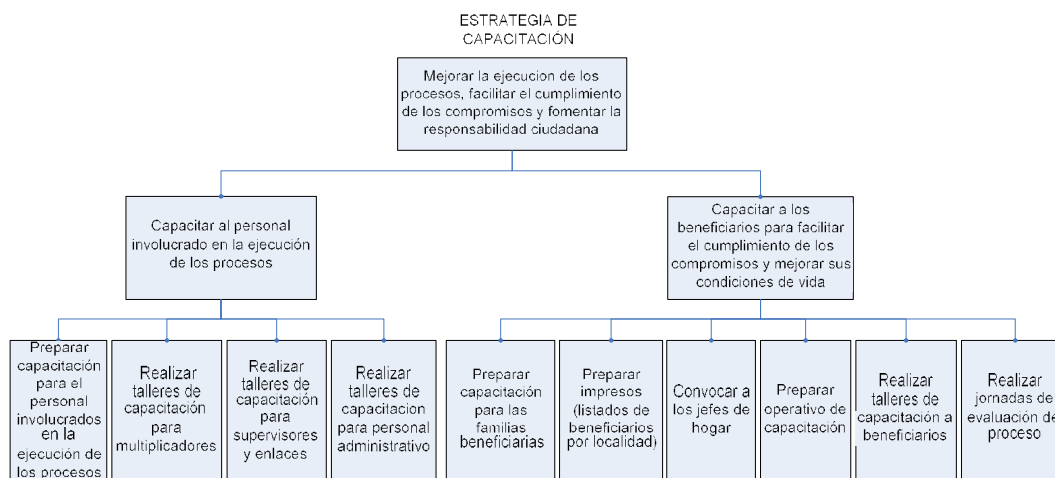 ESTRATEGIA DE
CAPACITACIÓN
Mejorar la ejecucion de los
procesos, facilitar el cumplimiento
de los compromisos y fomentar la
responsabilidad ciudadana
Capacitar al personal
involucrado en la ejecución
de los procesos
Capacitar a los
beneficiarios para facilitar
el cumplimiento de los
compromisos y mejorar sus
condiciones de vida
Preparar
capacitación
para el
personal
involucrados
en la
ejecución de
los procesos
Realizar
talleres de
capacitación
para
multiplicadores
Realizar
talleres de
capacitación
para
supervisores
y enlaces
Realizar
talleres de
capacitacion
para personal
administrativo
Preparar
capacitación
para las
familias
beneficiarias
Preparar
impresos
(listados de
beneficiarios
por localidad)
Convocar a
los jefes de
hogar
Preparar
operativo de
capacitación
Realizar
talleres de
capacitación a
beneficiarios
Realizar
jornadas de
evaluación de
proceso